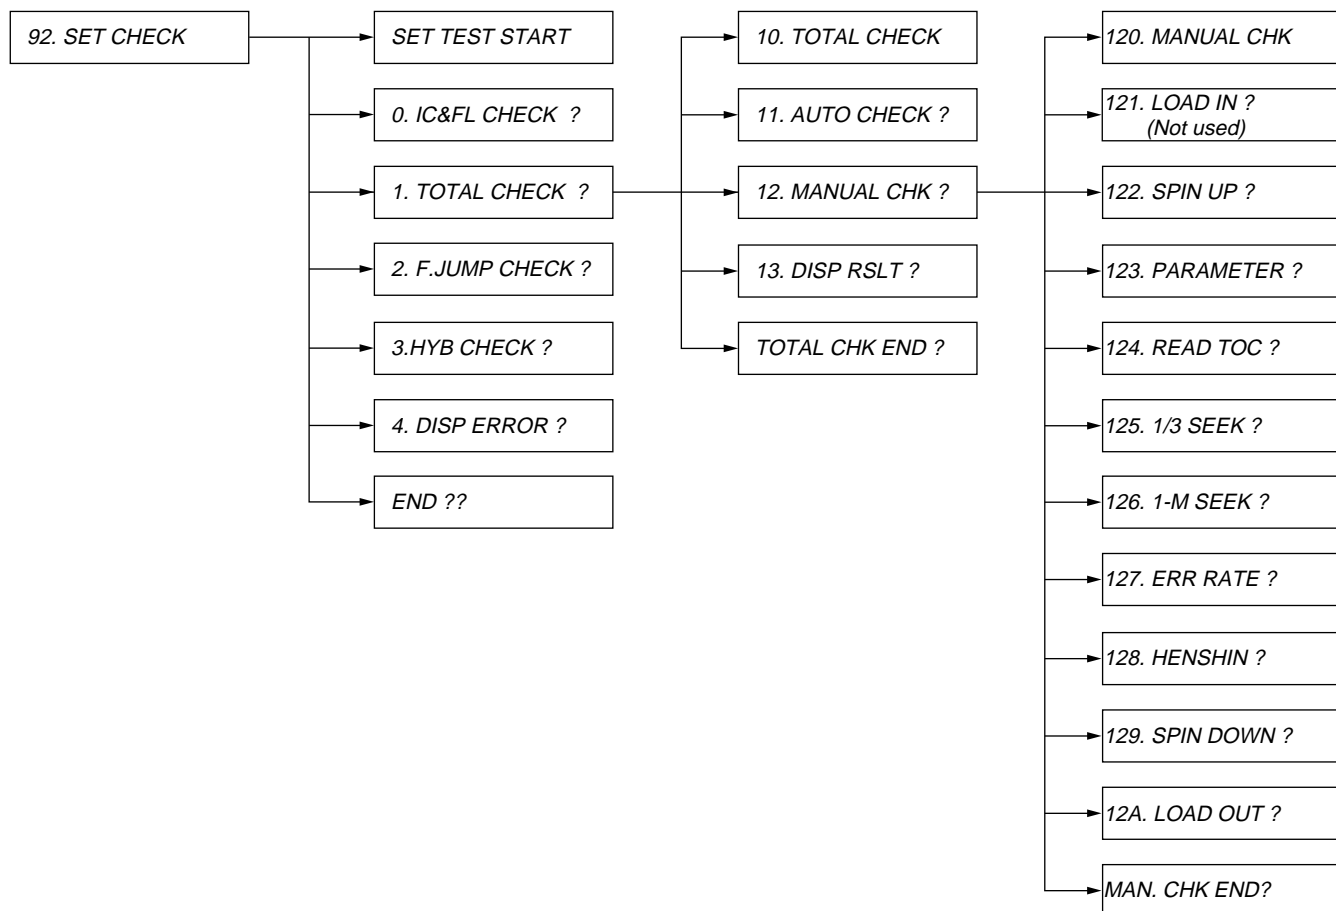 92. SET CHECK
SET TEST START
0. IC&FL CHECK ?
1. TOTAL CHECK ?
2. F.JUMP CHECK ?
3.HYB CHECK ?
4. DISP ERROR ?
END ??
10. TOTAL CHECK
11. AUTO CHECK ?
12. MANUAL CHK ?
13. DISP RSLT ?
TOTAL CHK END ?
120. MANUAL CHK
121. LOAD IN ?
(Not used)
122. SPIN UP ?
123. PARAMETER ?
124. READ TOC ?
125. 1/3 SEEK ?
126. 1-M SEEK ?
127. ERR RATE ?
128. HENSHIN ?
129. SPIN DOWN ?
12A. LOAD OUT ?
MAN. CHK END?